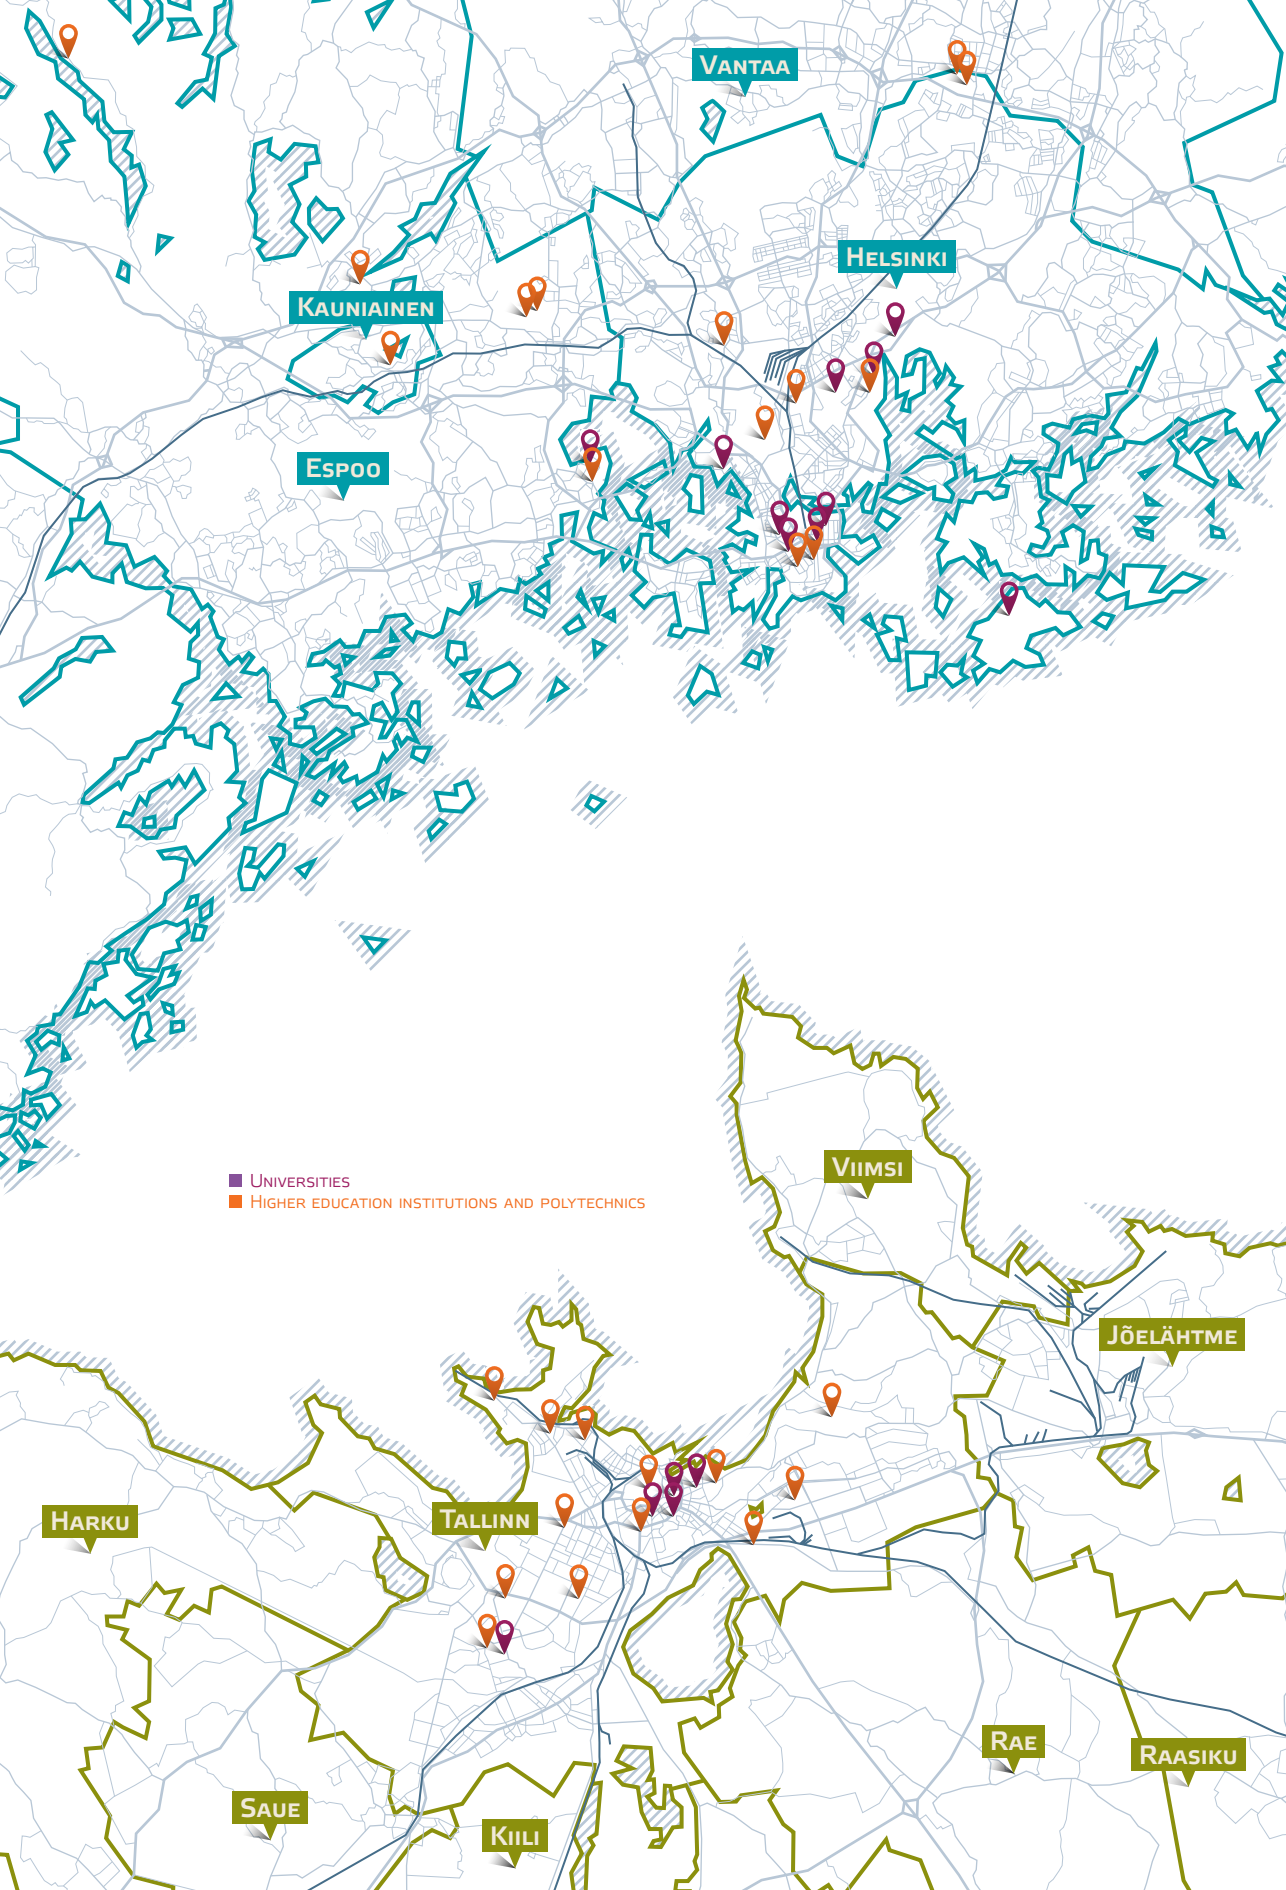 Vantaa
Helsinki
Kauniainen
Espoo
Universities
Higher education institutions and polytechnics
Viimsi
Jõelähtme
Harku
Tallinn
Rae
Raasiku
Saue
Kiili